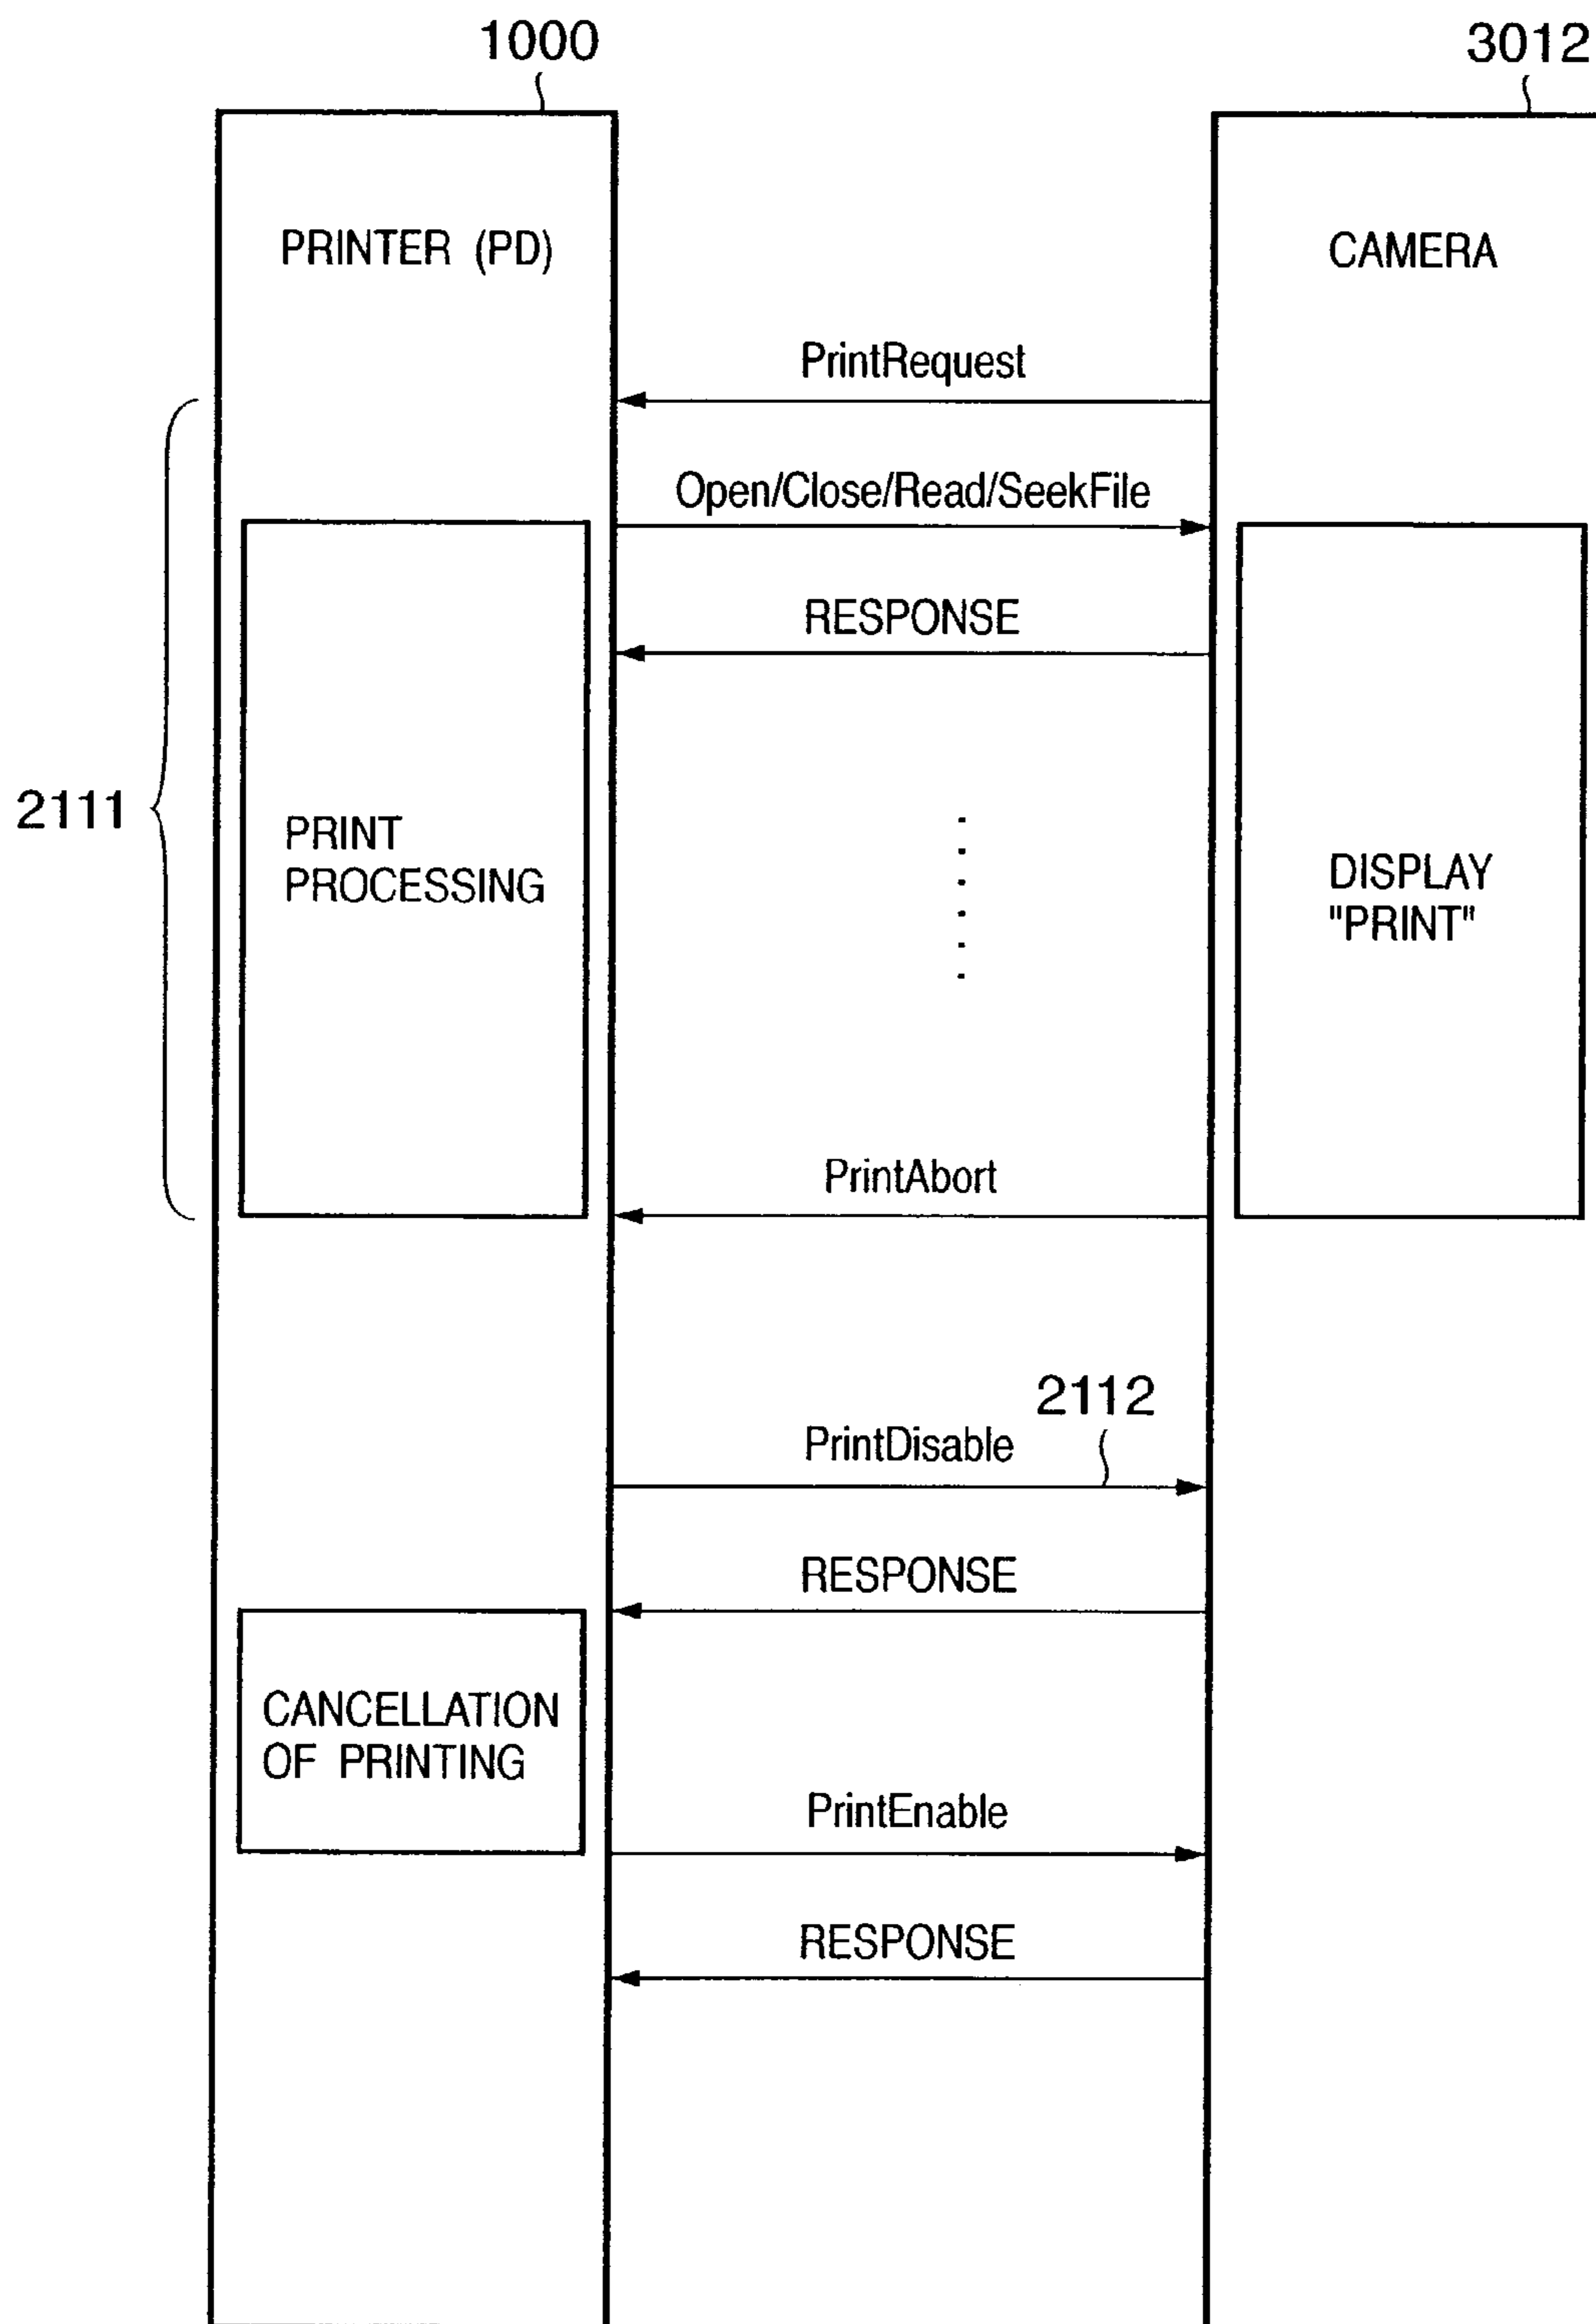 1000
3012
PRINTER (PD)
CAMERA
PrintRequest
Open/Close/Read/SeekFile
RESPONSE
2111
PRINT
PROCESSING
DISPLAY
"PRINT"
PrintAbort
2112
PrintDisable
RESPONSE
CANCELLATION
OF PRINTING
PrintEnable
RESPONSE